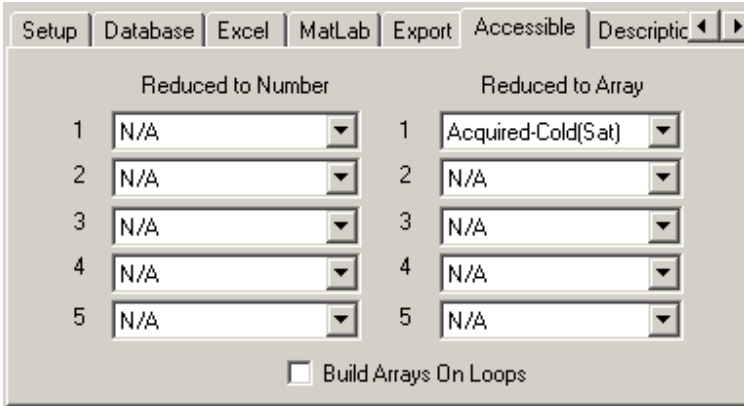 Setup Database Excel MatLab Export Accessible Descriptic
Reduced to Number Reduced to Array
1 N/A 1 Acquired-Cold(Sat)
2 N/A 2 N/A
3 N/A 3 N/A
4 N/A 4 N/A
5 N/A 5 N/A
Build Arrays On Loops